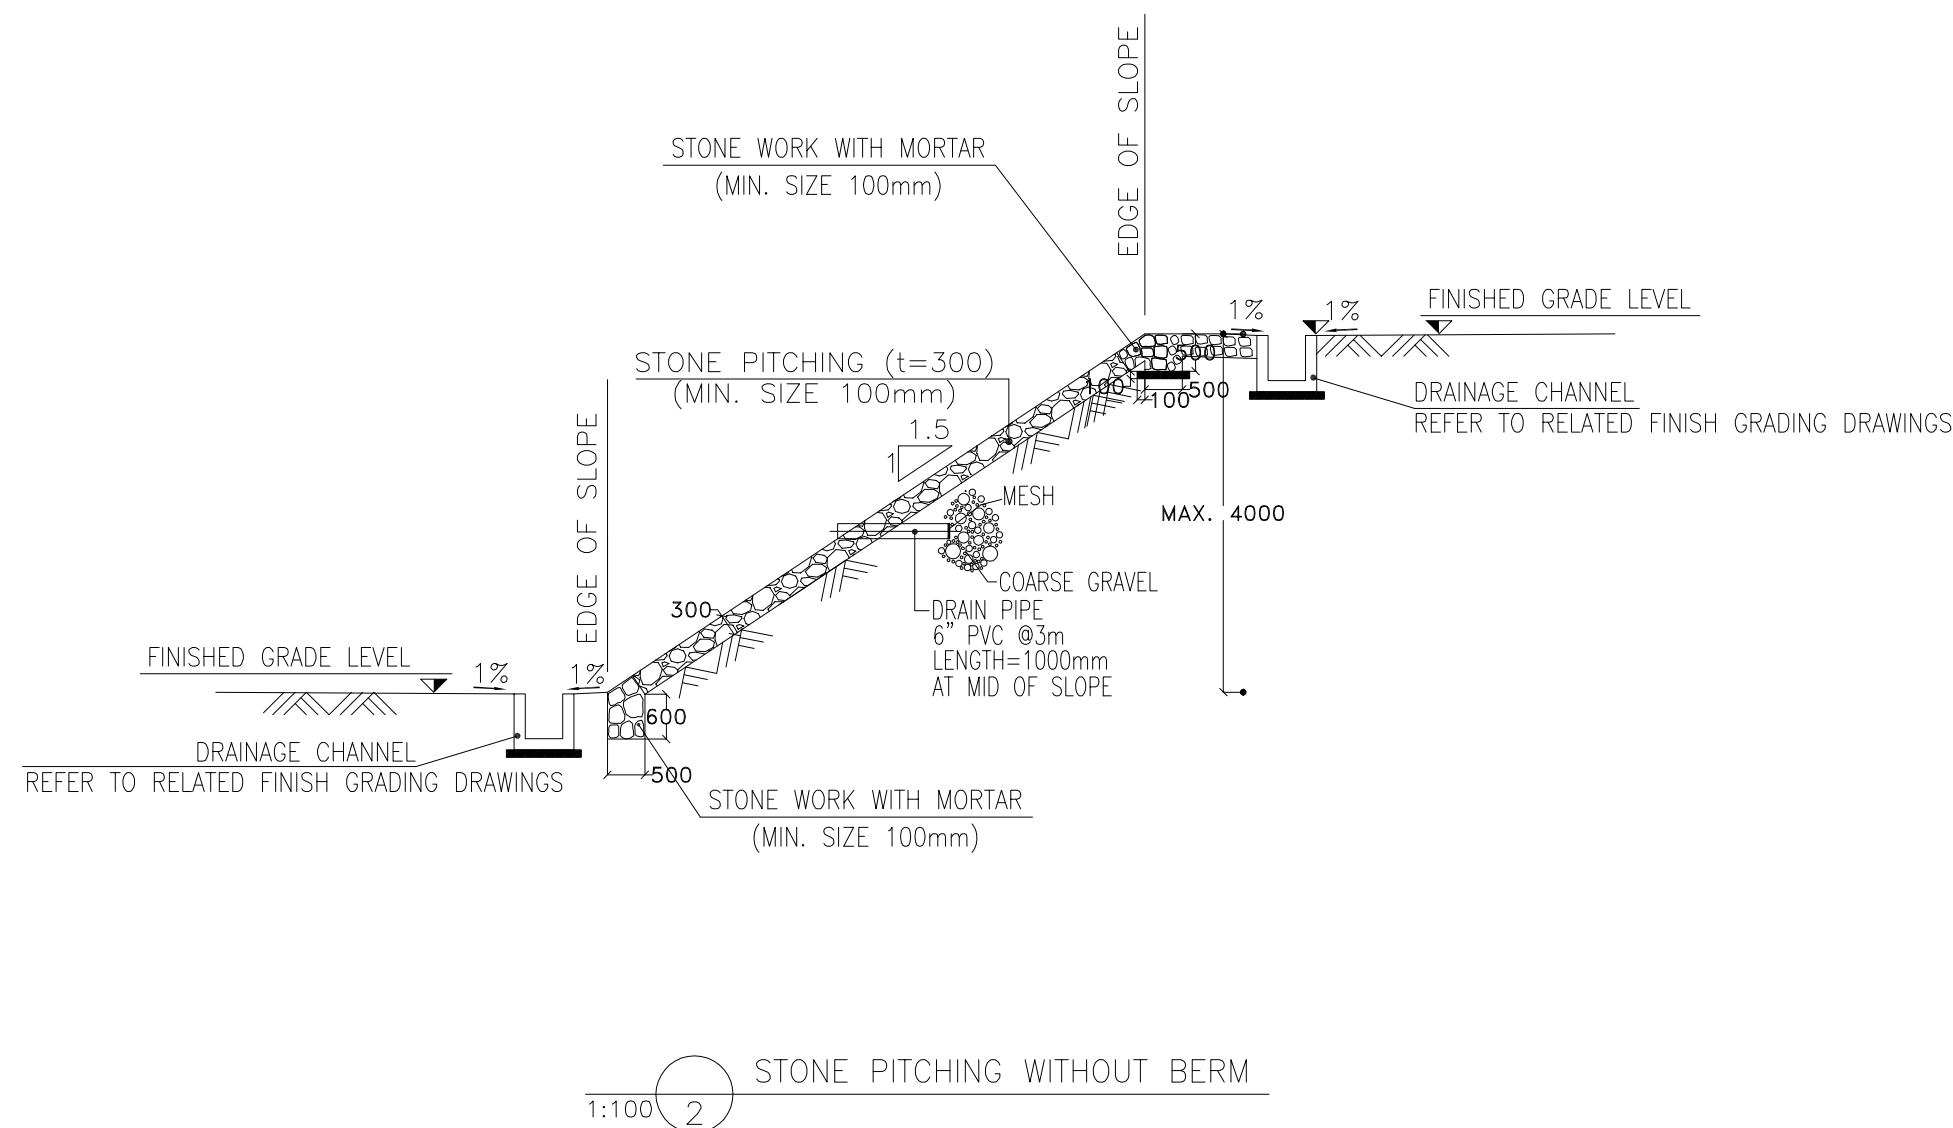 EDGE OF SLOPE
STONE WORK WITH MORTAR
(MIN. SIZE 100mm)
1%
1%
FINISHED GRADE LEVEL
STONE PITCHING (t=300)
(MIN. SIZE 100mm)
500
100
100
500
DRAINAGE CHANNEL
REFER TO RELATED FINISH GRADING DRAWINGS
1.5
1
EDGE OF SLOPE
MESH
MAX. 4000
COARSE GRAVEL
300
DRAIN PIPE
6" PVC @3m
LENGTH=1000mm
AT MID OF SLOPE
FINISHED GRADE LEVEL
1%
1%
600
DRAINAGE CHANNEL
REFER TO RELATED FINISH GRADING DRAWINGS
500
STONE WORK WITH MORTAR
(MIN. SIZE 100mm)
STONE PITCHING WITHOUT BERM
1:100
2